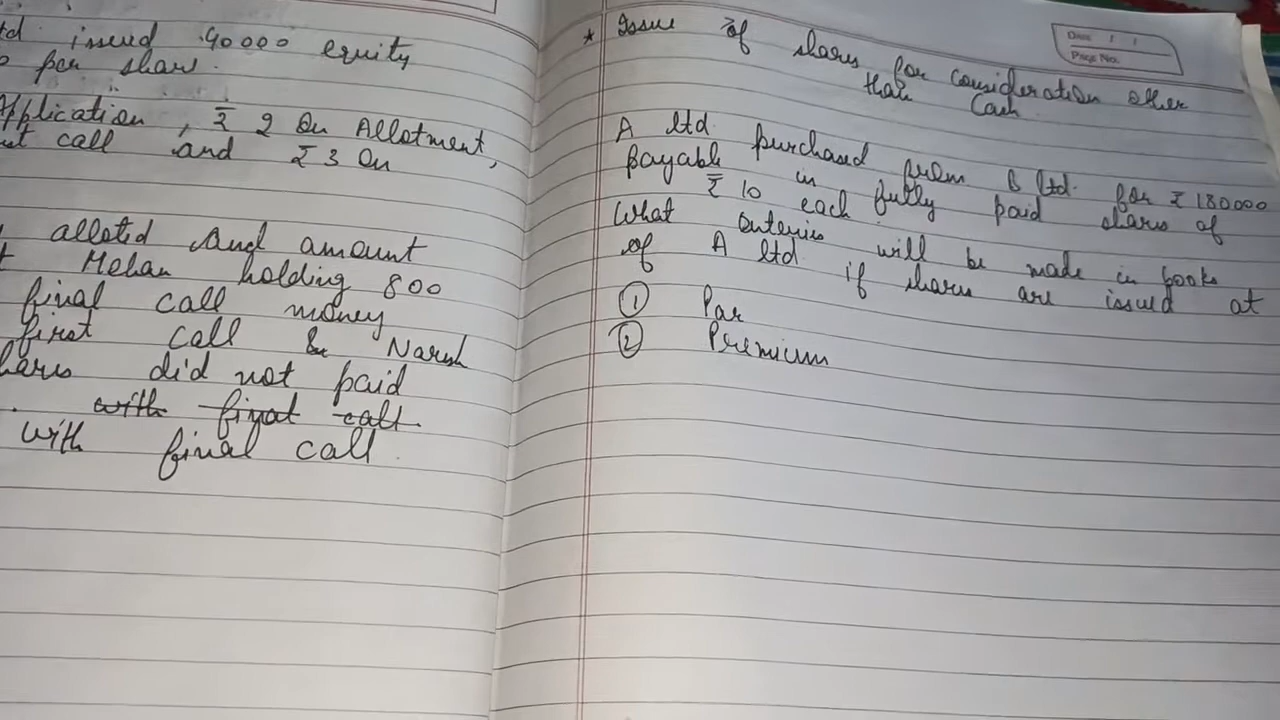 td issued 40000 equity
per share.
Application, ₹ 2 on Allotment,
call and ₹ 3 on
alloted And amount
Mohan holding 800
final call money
first call & Naresh
did not paid
with final call.
with final call.
Date / /
Page No.
* Issue of shares for consideration other
than Cash
A ltd purchased from B ltd. for ₹ 180000
payable in fully paid shares of
₹ 10 each.
What enteries will be made in books
of A ltd if shares are issued at
① Par
② Premium